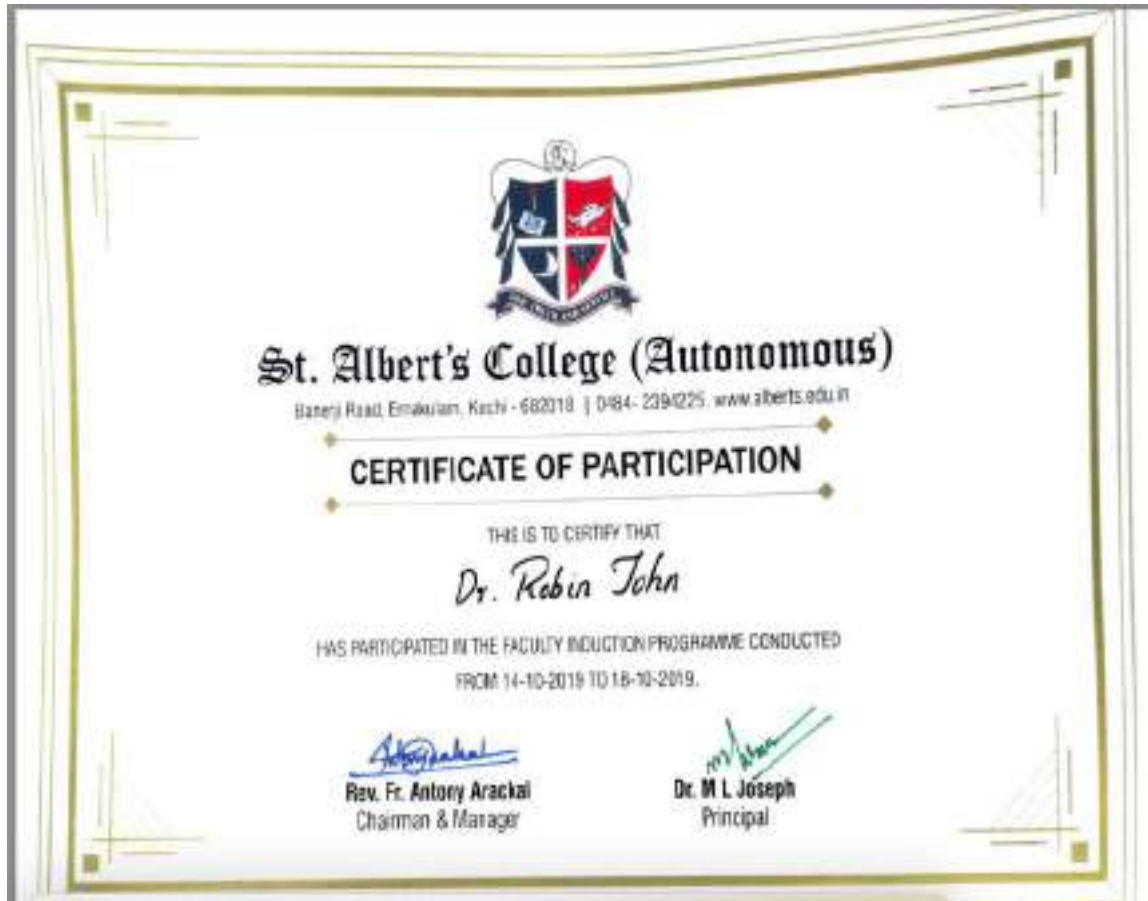 St. Albert's College (Autonomous)
Banerji Road, Ernakulam, Kochi - 682018 | 0484- 2394225. www.alberts.edu.in
CERTIFICATE OF PARTICIPATION
THIS IS TO CERTIFY THAT
Dr. Robin John
HAS PARTICIPATED IN THE FACULTY INDUCTION PROGRAMME CONDUCTED
FROM 14-10-2019 TO 18-10-2019.
Rev. Fr. Antony Arackal
Chairman & Manager
Dr. M L Joseph
Principal